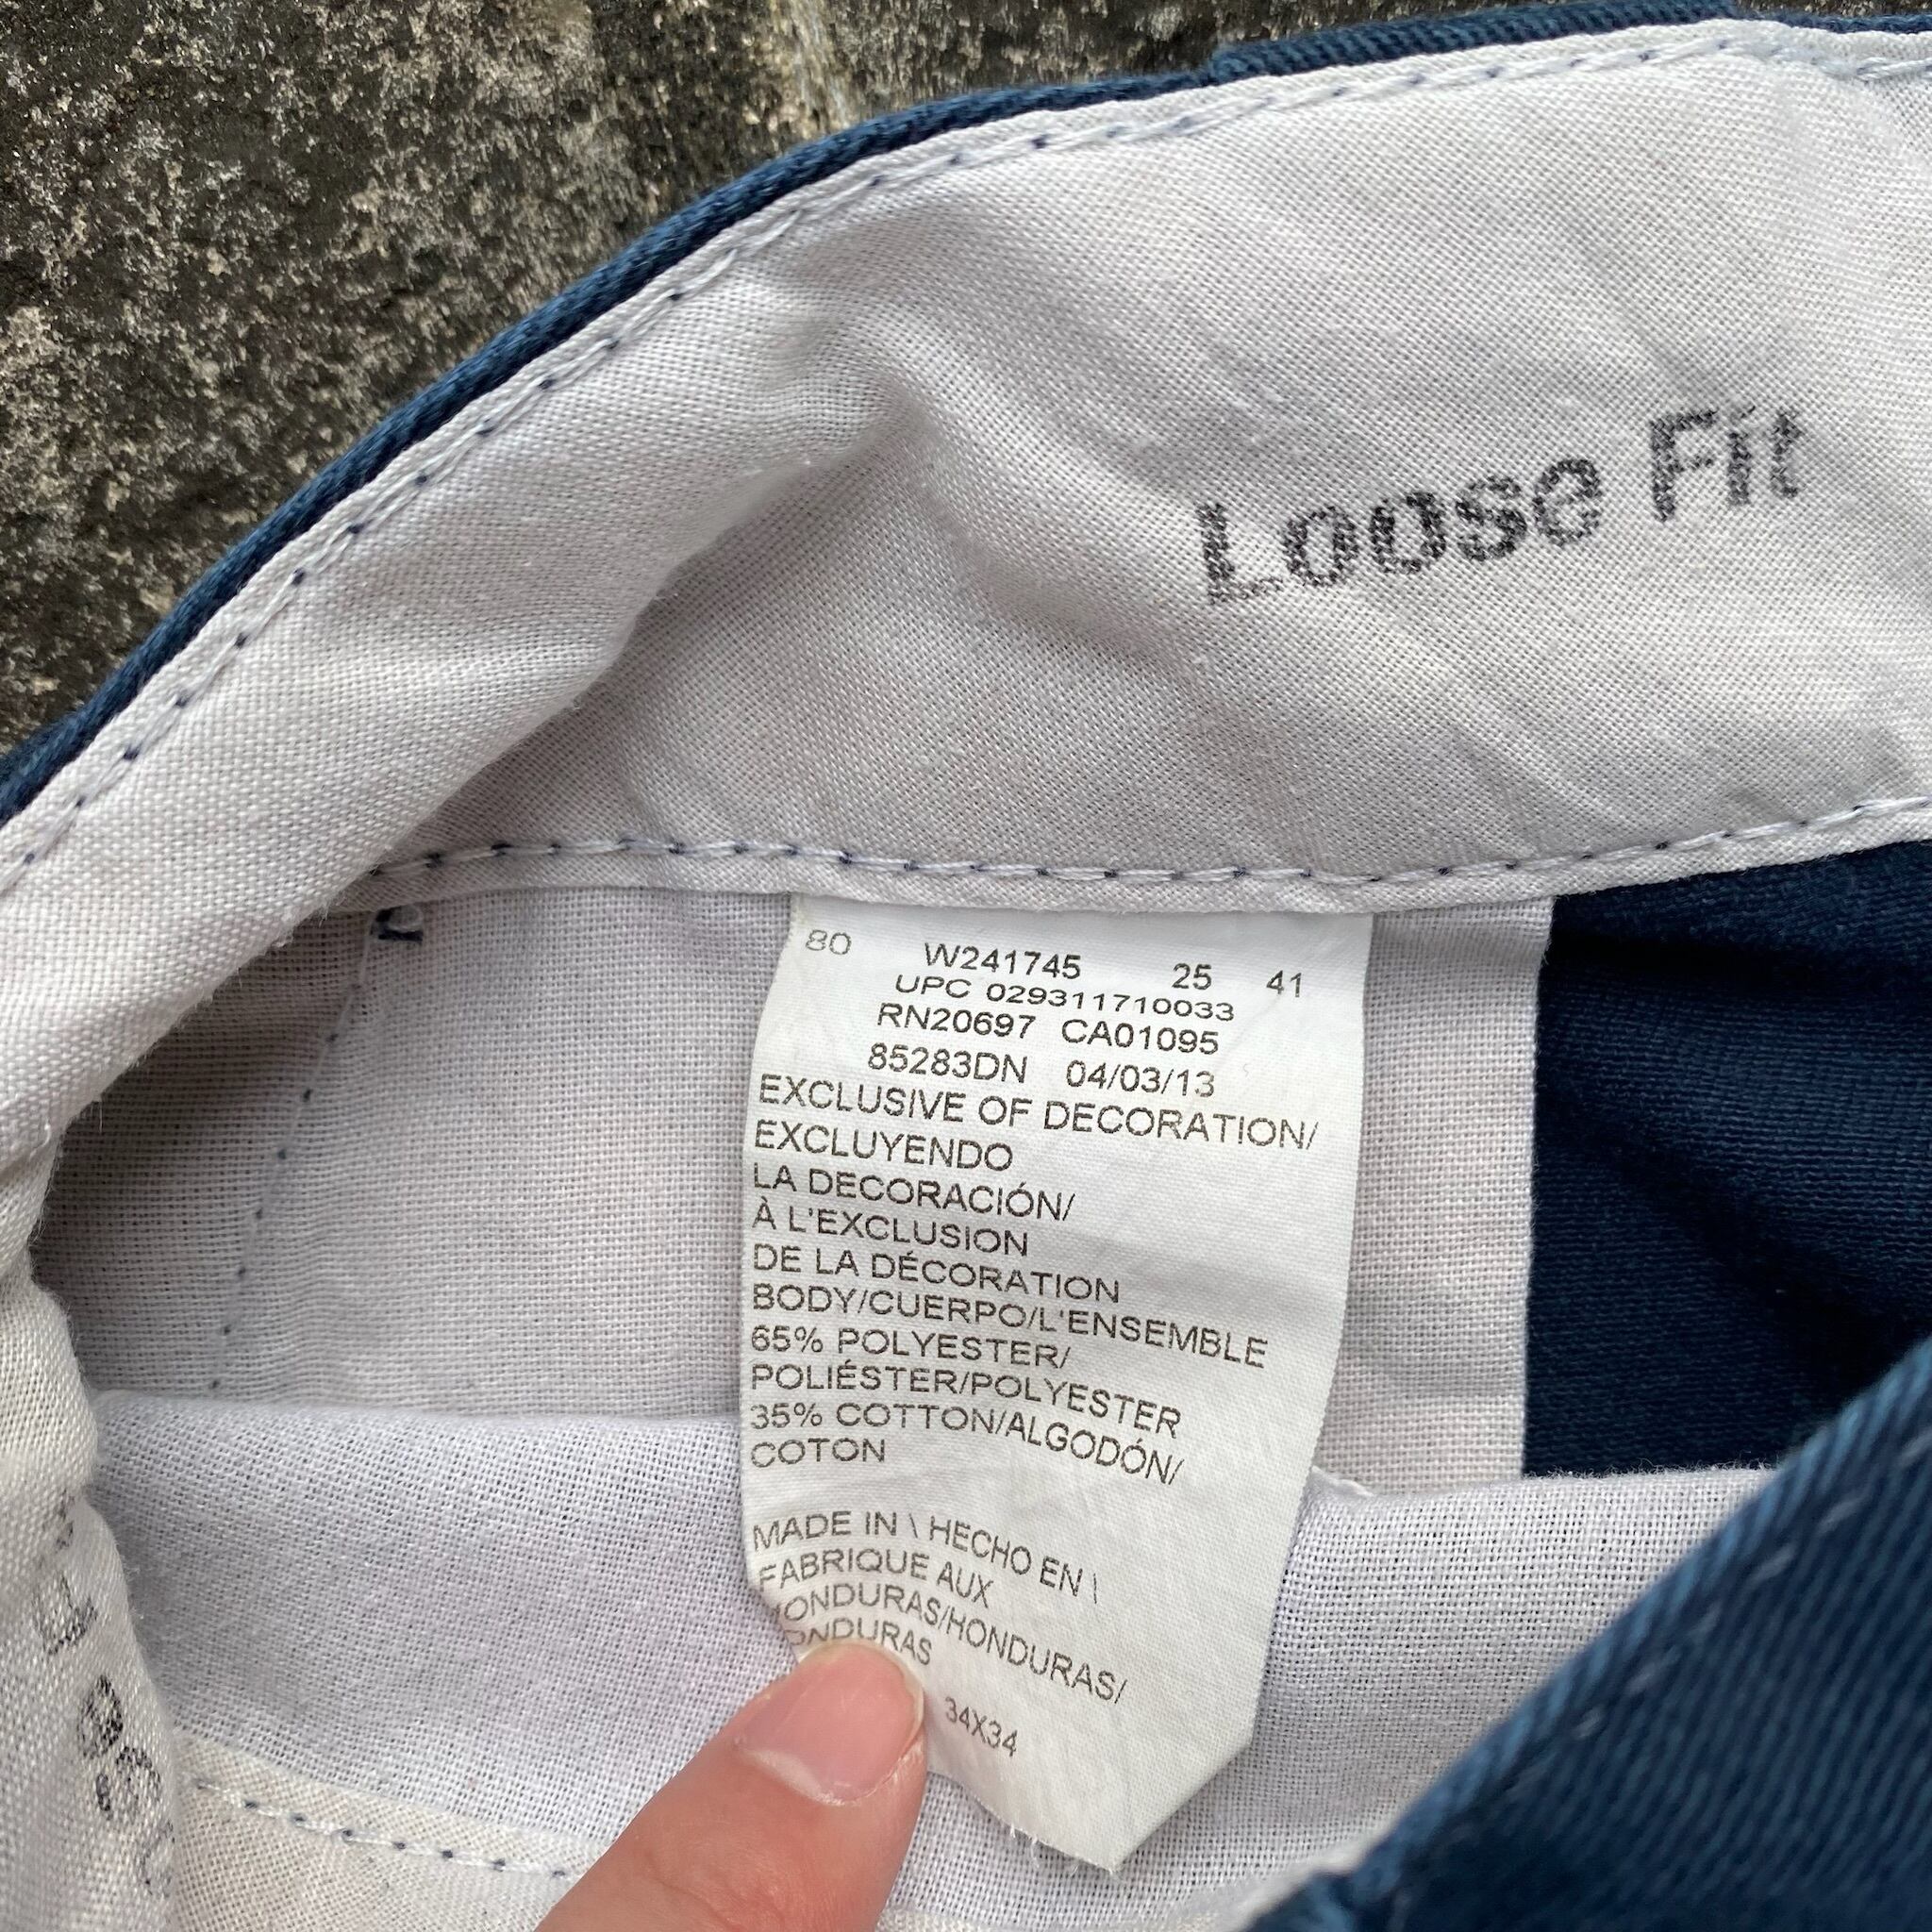 Loose Fit
80 W241745 25 41
UPC 029311710033
RN20697 CA01095
85283DN 04/03/13
EXCLUSIVE OF DECORATION/
EXCLUYENDO
LA DECORACIÓN/
À L'EXCLUSION
DE LA DÉCORATION
BODY/CUERPO/L'ENSEMBLE
65% POLYESTER/
POLIÉSTER/POLYESTER
35% COTTON/ALGODÓN/
COTON
MADE IN \ HECHO EN \
FABRIQUE AUX
HONDURAS/HONDURAS/
HONDURAS
34X34